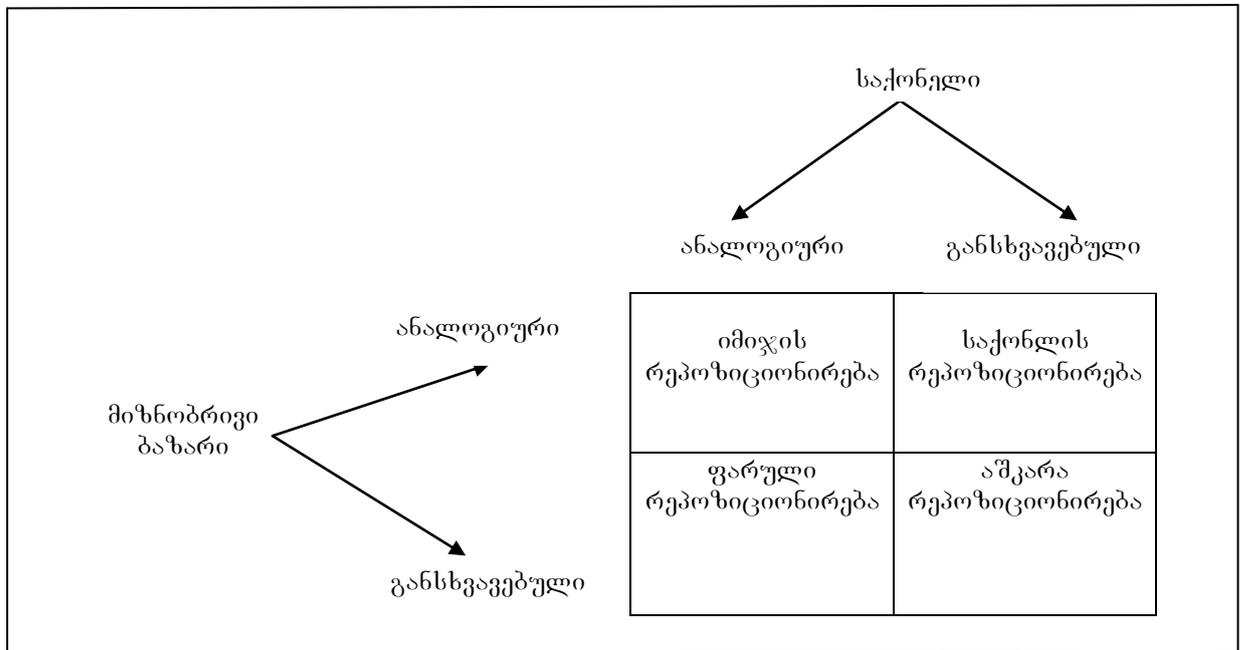 საქონელი
ანალოგიური განსხვავებული
ანალოგიური
იმიჯის
რეპოზიციონირება
საქონლის
რეპოზიციონირება
მიზნობრივი
ბაზარი
ფარული
რეპოზიციონირება
აშკარა
რეპოზიციონირება
განსხვავებული